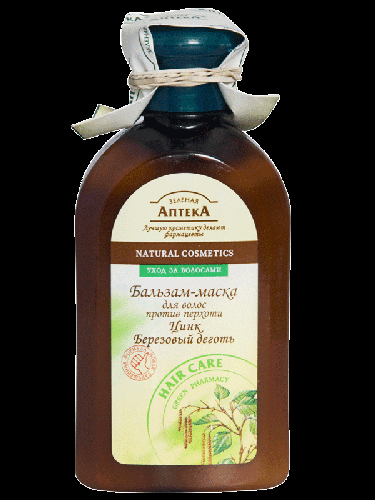 ЗЕЛЕНАЯ
АПТЕКА
Лучшую косметику делают
фармацевты
NATURAL COSMETICS
УХОД ЗА ВОЛОСАМИ
Бальзам-маска
для волос
против перхоти
Цинк
Березовый деготь
HAIR CARE
GREEN PHARMACY